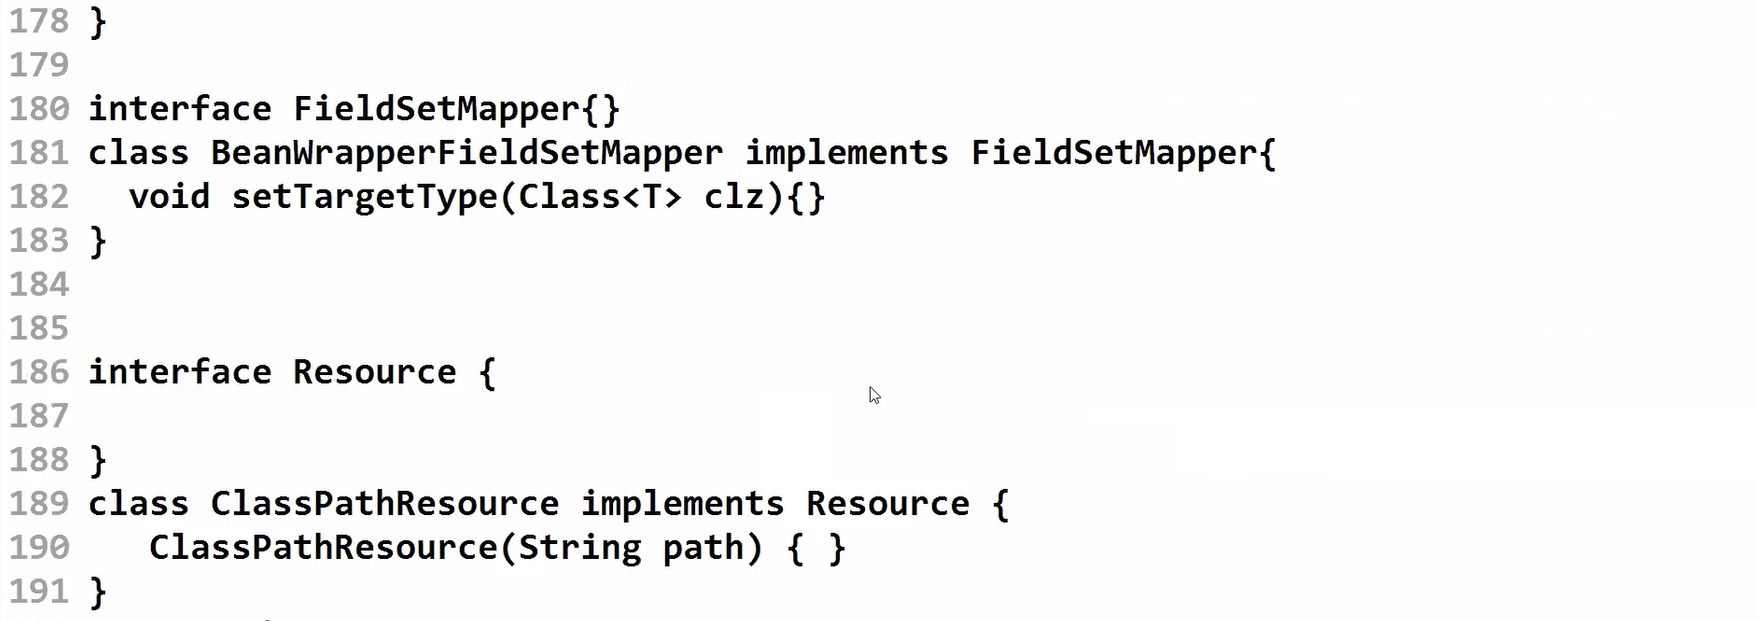 178 }
179
180 interface FieldSetMapper{}
181 class BeanWrapperFieldSetMapper implements FieldSetMapper{
182   void setTargetType(Class<T> clz){}
183 }
184
185
186 interface Resource {
187
188 }
189 class ClassPathResource implements Resource {
190    ClassPathResource(String path) { }
191 }